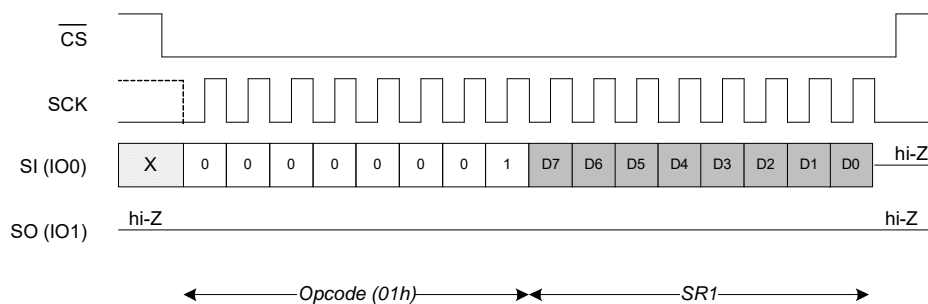 CS
SCK
SI (IO0) X 0 0 0 0 0 0 0 1 D7 D6 D5 D4 D3 D2 D1 D0 hi-Z
hi-Z hi-Z
SO (IO1)
Opcode (01h) SR1